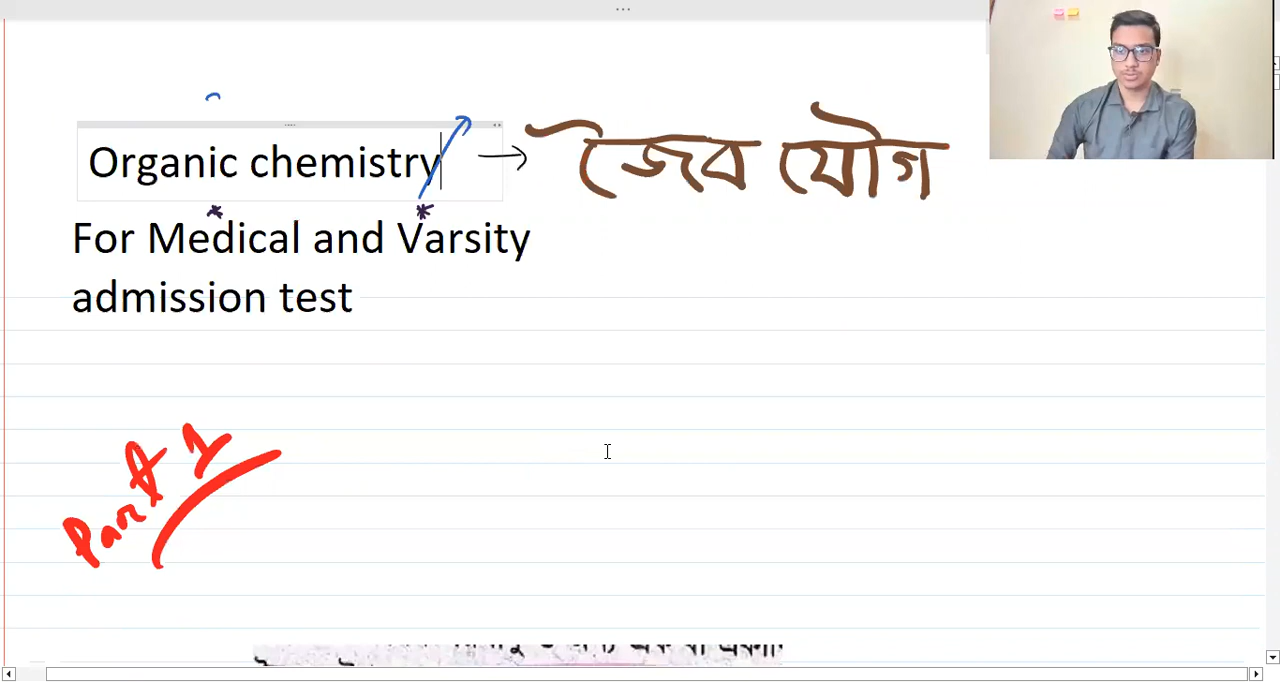 Organic chemistry → জৈব যৌগ
For Medical and Varsity
admission test
Part 1